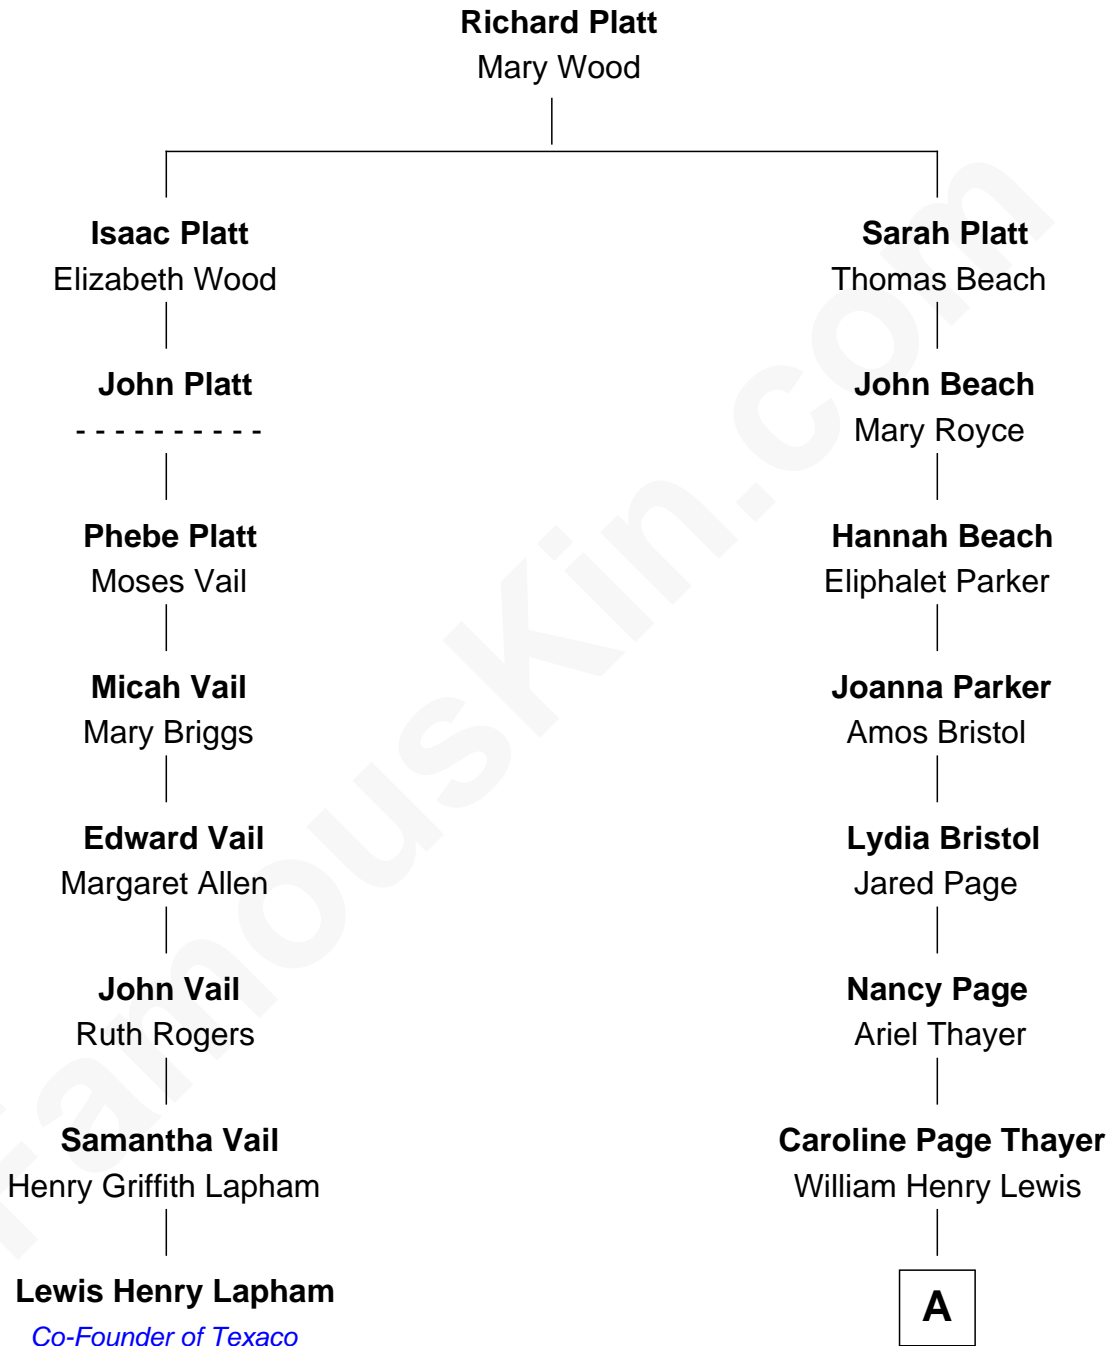 Richard Platt
Mary Wood
Isaac Platt
Elizabeth Wood
John Platt
- - - - - - - - - -
Phebe Platt
Moses Vail
Micah Vail
Mary Briggs
Edward Vail
Margaret Allen
John Vail
Ruth Rogers
Samantha Vail
Henry Griffith Lapham
Lewis Henry Lapham
Co-Founder of Texaco
Sarah Platt
Thomas Beach
John Beach
Mary Royce
Hannah Beach
Eliphalet Parker
Joanna Parker
Amos Bristol
Lydia Bristol
Jared Page
Nancy Page
Ariel Thayer
Caroline Page Thayer
William Henry Lewis
A
FamousKin.com